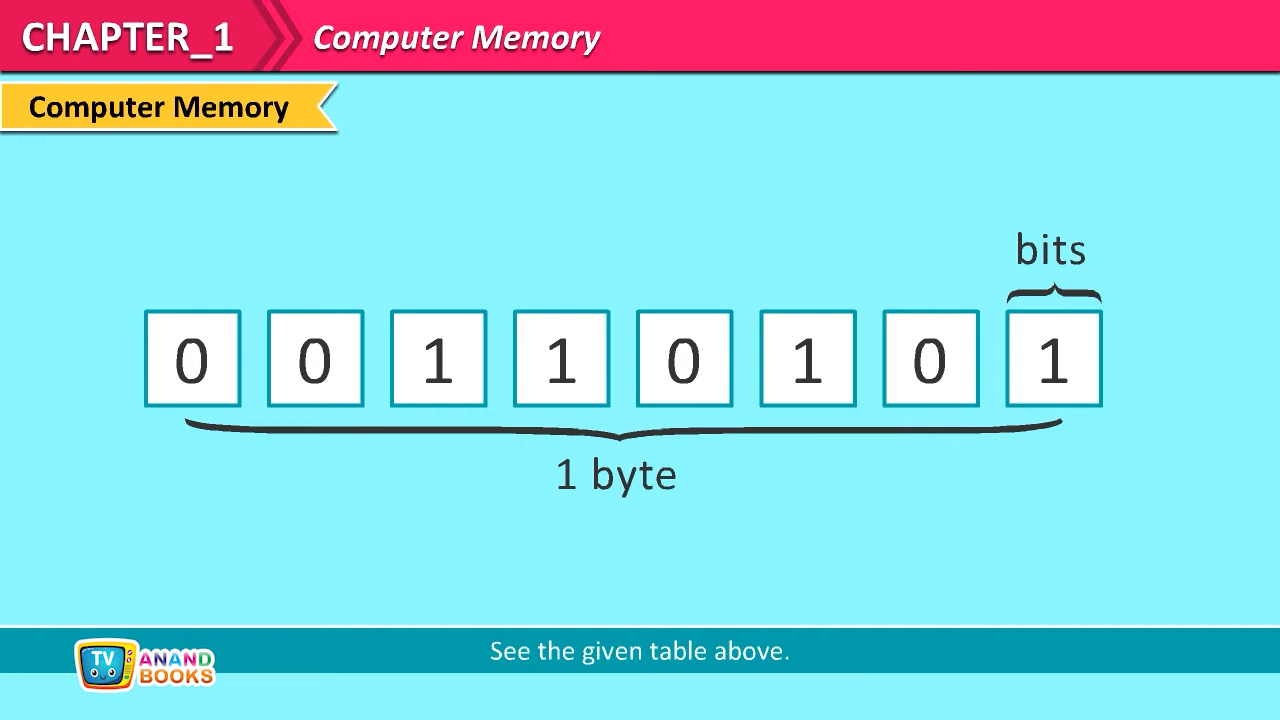 CHAPTER_1
Computer Memory
Computer Memory
bits
0 0 1 1 0 1 0 1
1 byte
See the given table above.
TV
ANAND
BOOKS